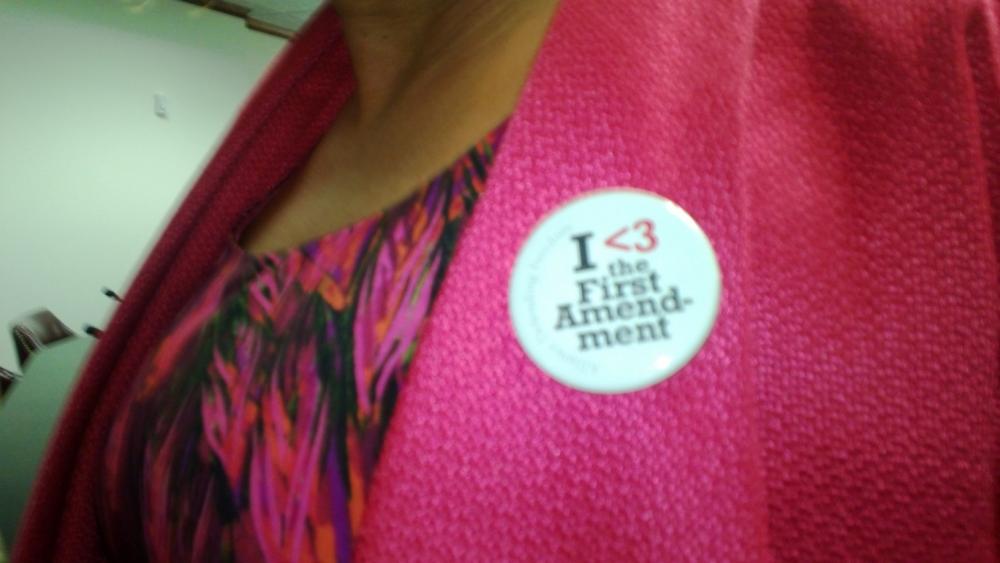 I <3
the
First
Amend-
ment